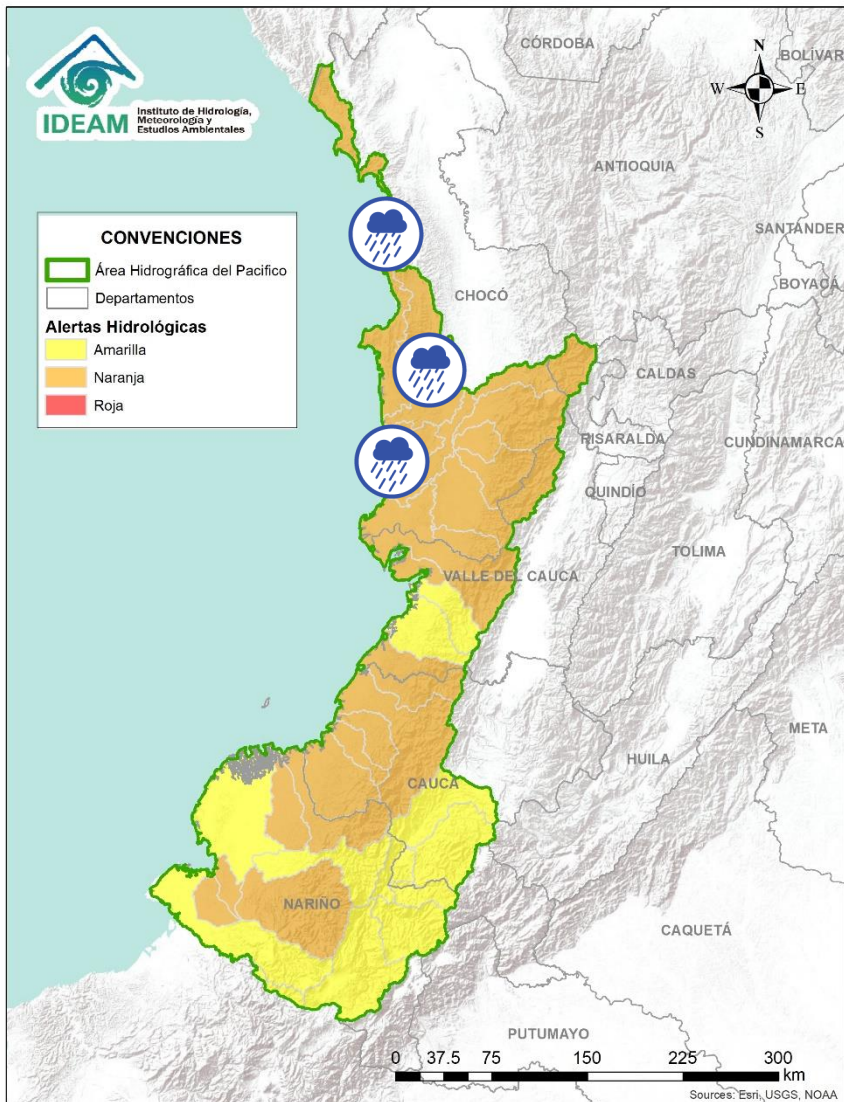 IDEAM
Instituto de Hidrología,
Meteorología y
Estudios Ambientales
CÓRDOBA
BOLÍVAR
N
W
E
S
ANTIOQUIA
SANTANDER
BOYACÁ
CONVENCIONES
Área Hidrográfica del Pacifico
Departamentos
Alertas Hidrológicas
Amarilla
Naranja
Roja
CHOCÓ
CALDAS
RISARALDA
CUNDINAMARCA
QUINDÍO
TOLIMA
VALLE DEL CAUCA
META
HUILA
CAUCA
NARIÑO
CAQUETÁ
PUTUMAYO
0 37.5 75 150 225 300
km
Sources: Esri, USGS, NOAA